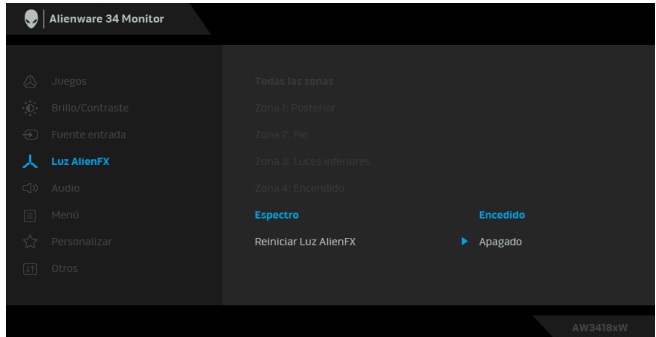 Alienware 34 Monitor
Juegos
Todas las zonas
Brillo/Contraste
Zona 1: Posterior
Fuente entrada
Zona 2: Pie
Luz AlienFX
Zona 3: Luces inferiores
Audio
Zona 4: Encendido
Menú
Espectro
Encedido
Personalizar
Reiniciar Luz AlienFX
Apagado
Otros
AW3418xW